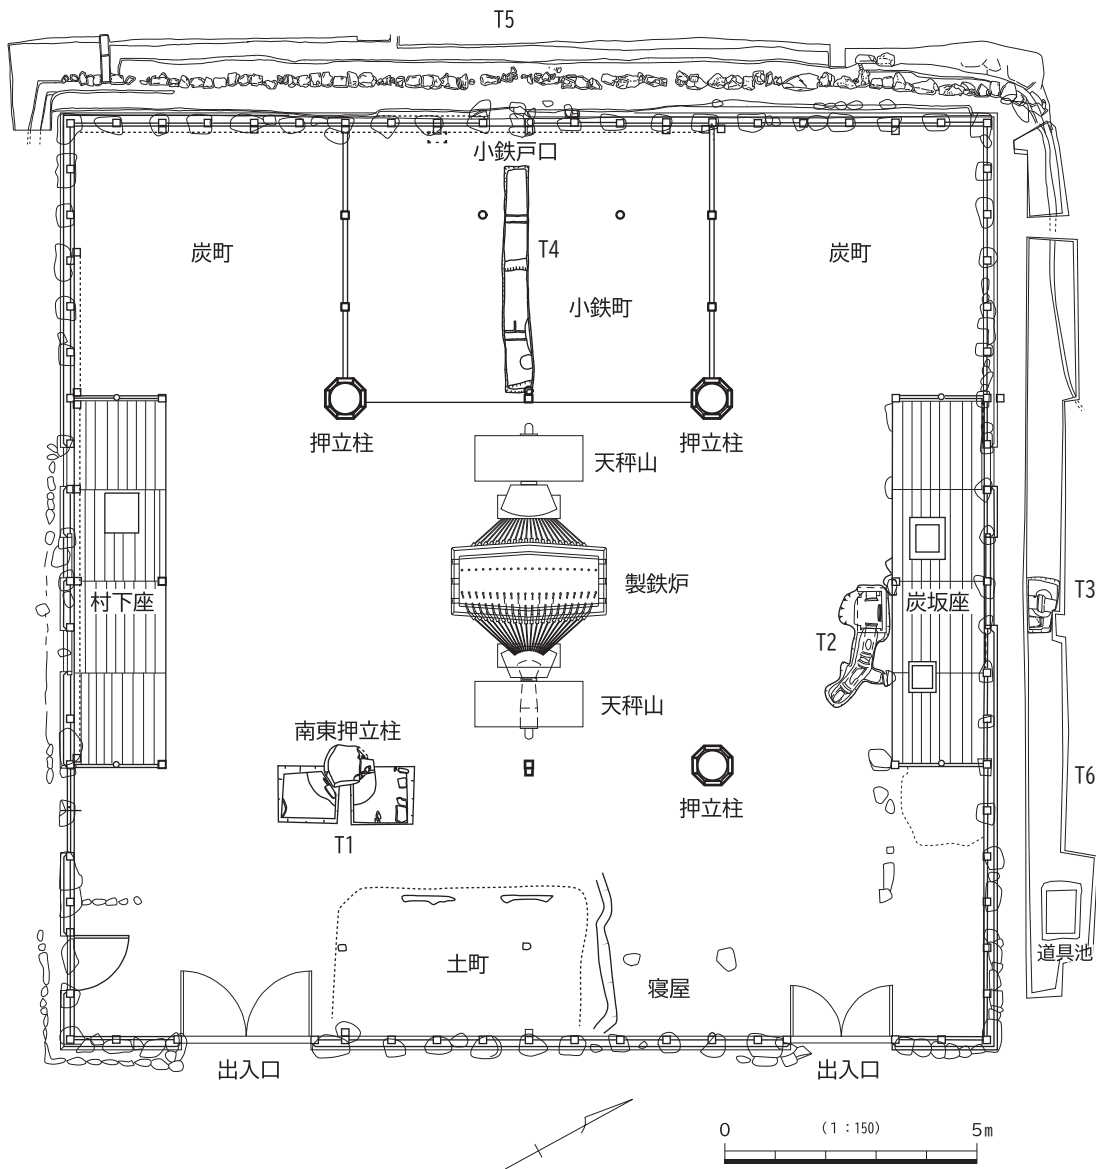 T5
小鉄戸口
炭町
T4
炭町
小鉄町
押立柱
押立柱
天秤山
製鉄炉
T3
村下座
炭坂座
T2
天秤山
南東押立柱
T6
押立柱
T1
道具池
土町
寝屋
出入口
出入口
0
(1：150)
5m